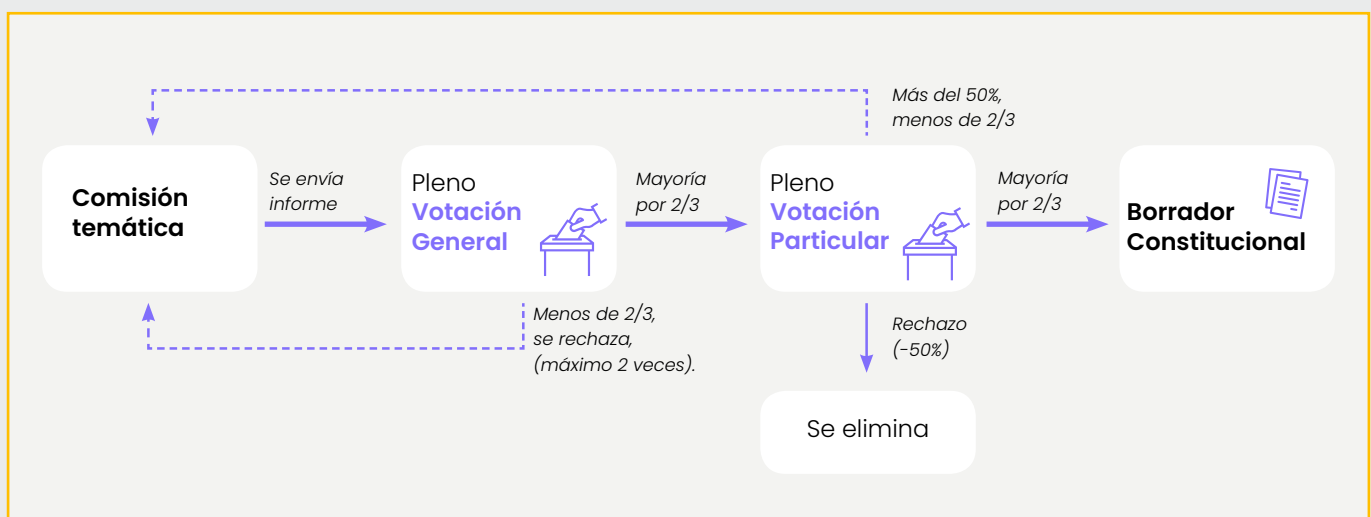 Más del 50%,
menos de 2/3
Comisión
temática
Se envía
informe
Pleno
Votación
General
Mayoría
por 2/3
Pleno
Votación
Particular
Mayoría
por 2/3
Borrador
Constitucional
Menos de 2/3,
se rechaza,
(máximo 2 veces).
Rechazo
(-50%)
Se elimina